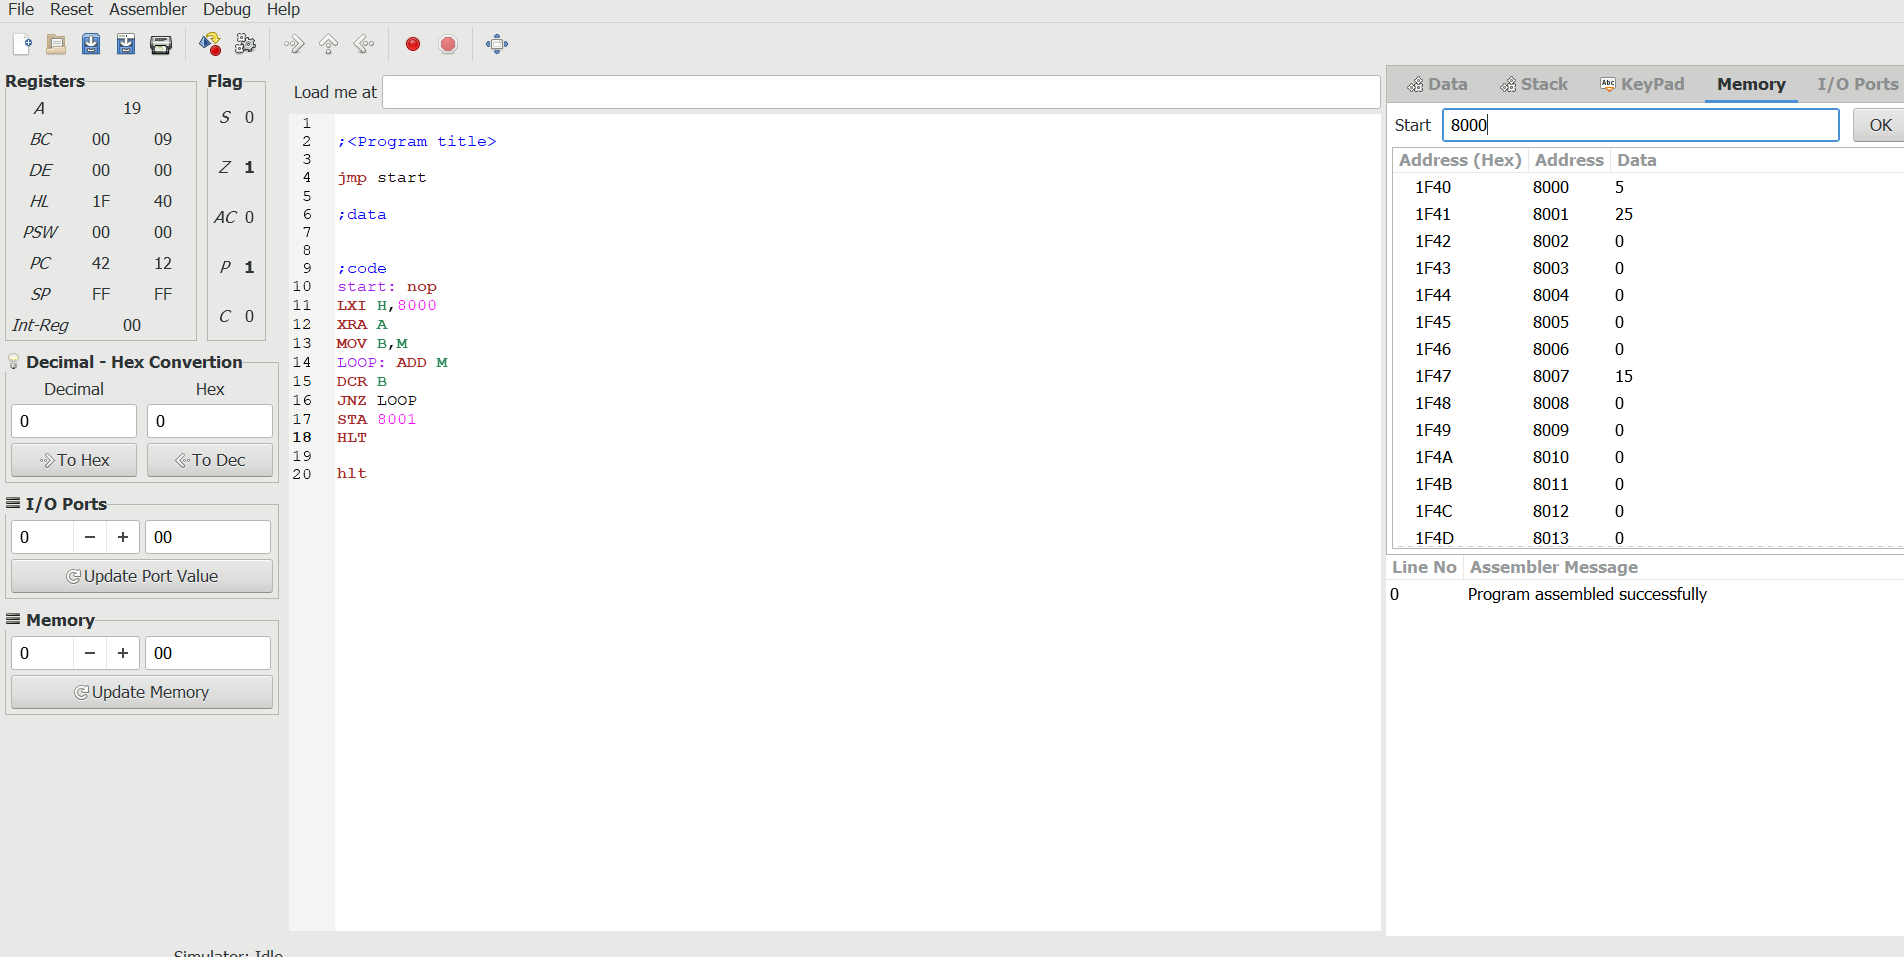 File Reset Assembler Debug Help
Registers
A 19
BC 00 09
DE 00 00
HL 1F 40
PSW 00 00
PC 42 12
SP FF FF
Int-Reg 00
Flag
S 0
Z 1
AC 0
P 1
C 0
Decimal - Hex Convertion
Decimal Hex
0 0
To Hex To Dec
I/O Ports
0 − + 00
Update Port Value
Memory
0 − + 00
Update Memory
Load me at
1
2 ;<Program title>
3
4 jmp start
5
6 ;data
7
8
9 ;code
10 start: nop
11 LXI H,8000
12 XRA A
13 MOV B,M
14 LOOP: ADD M
15 DCR B
16 JNZ LOOP
17 STA 8001
18 HLT
19
20 hlt
Data Stack KeyPad Memory I/O Ports
Start 8000 OK
Address (Hex) Address Data
1F40 8000 5
1F41 8001 25
1F42 8002 0
1F43 8003 0
1F44 8004 0
1F45 8005 0
1F46 8006 0
1F47 8007 15
1F48 8008 0
1F49 8009 0
1F4A 8010 0
1F4B 8011 0
1F4C 8012 0
1F4D 8013 0
Line No Assembler Message
0 Program assembled successfully
Simulator: Idle